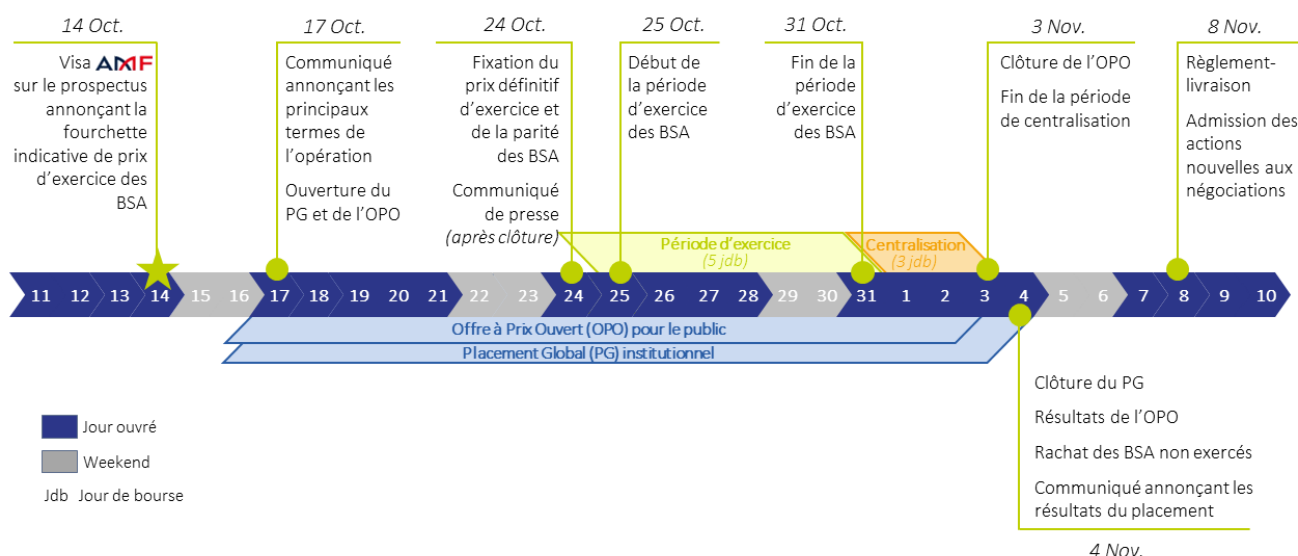 14 Oct.
Visa AMF
sur le prospectus
annonçant la
fourchette
indicative de prix
d’exercice des
BSA
17 Oct.
Communiqué
annonçant les
principaux
termes de
l’opération
Ouverture du
PG et de l’OPO
24 Oct.
Fixation du
prix définitif
d’exercice et
de la parité
des BSA
Communiqué
de presse
(après clôture)
25 Oct.
Début de
la période
d’exercice
des BSA
31 Oct.
Fin de la
période
d’exercice
des BSA
3 Nov.
Clôture de l’OPO
Fin de la période
de centralisation
8 Nov.
Règlement-
livraison
Admission des
actions
nouvelles aux
négociations
Période d’exercice
(5 jdb)
Centralisation
(3 jdb)
11 12 13 14 15 16 17 18 19 20 21 22 23 24 25 26 27 28 29 30 31 1 2 3 4 5 6 7 8 9 10
Offre à Prix Ouvert (OPO) pour le public
Placement Global (PG) institutionnel
Jour ouvré
Weekend
Jdb Jour de bourse
Clôture du PG
Résultats de l’OPO
Rachat des BSA non exercés
Communiqué annonçant les
résultats du placement
4 Nov.